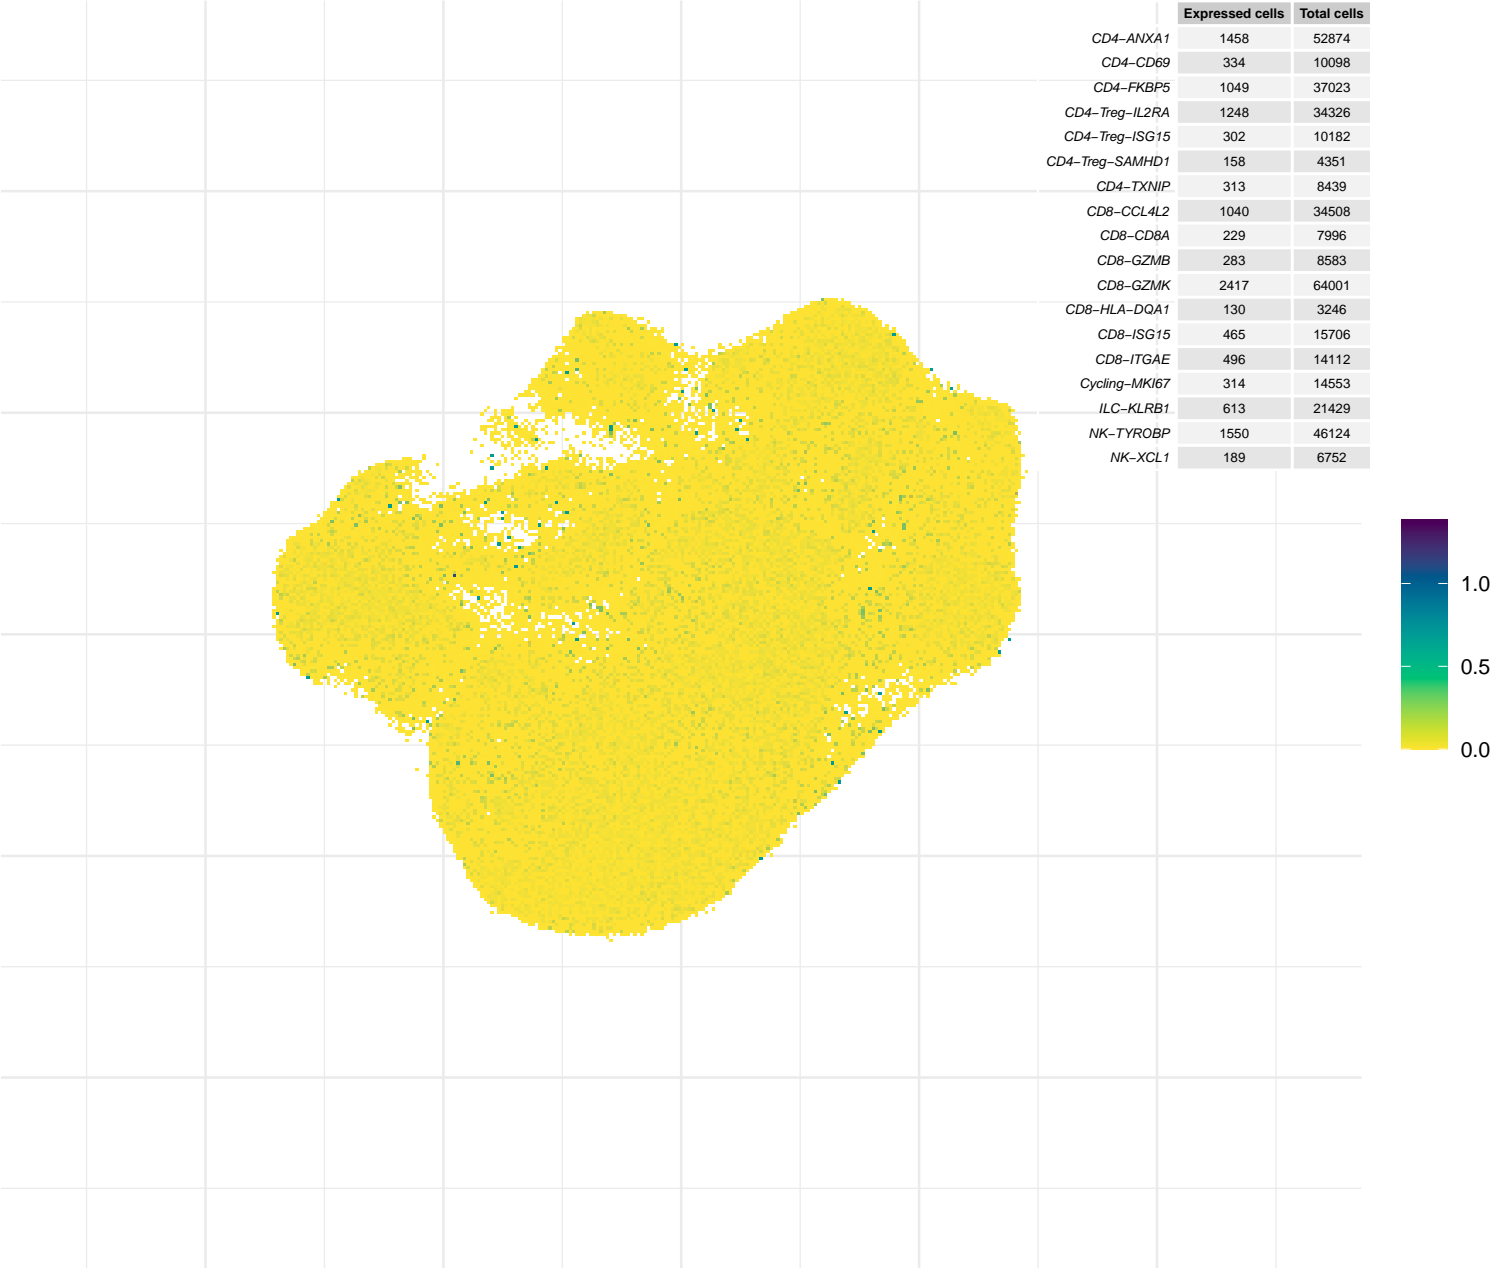 Expressed cells Total cells
CD4−ANXA1 1458 52874
CD4−CD69 334 10098
CD4−FKBP5 1049 37023
CD4−Treg−IL2RA 1248 34326
CD4−Treg−ISG15 302 10182
CD4−Treg−SAMHD1 158 4351
CD4−TXNIP 313 8439
CD8−CCL4L2 1040 34508
CD8−CD8A 229 7996
CD8−GZMB 283 8583
CD8−GZMK 2417 64001
CD8−HLA−DQA1 130 3246
CD8−ISG15 465 15706
CD8−ITGAE 496 14112
Cycling−MKI67 314 14553
ILC−KLRB1 613 21429
NK−TYROBP 1550 46124
NK−XCL1 189 6752
1.0
0.5
0.0